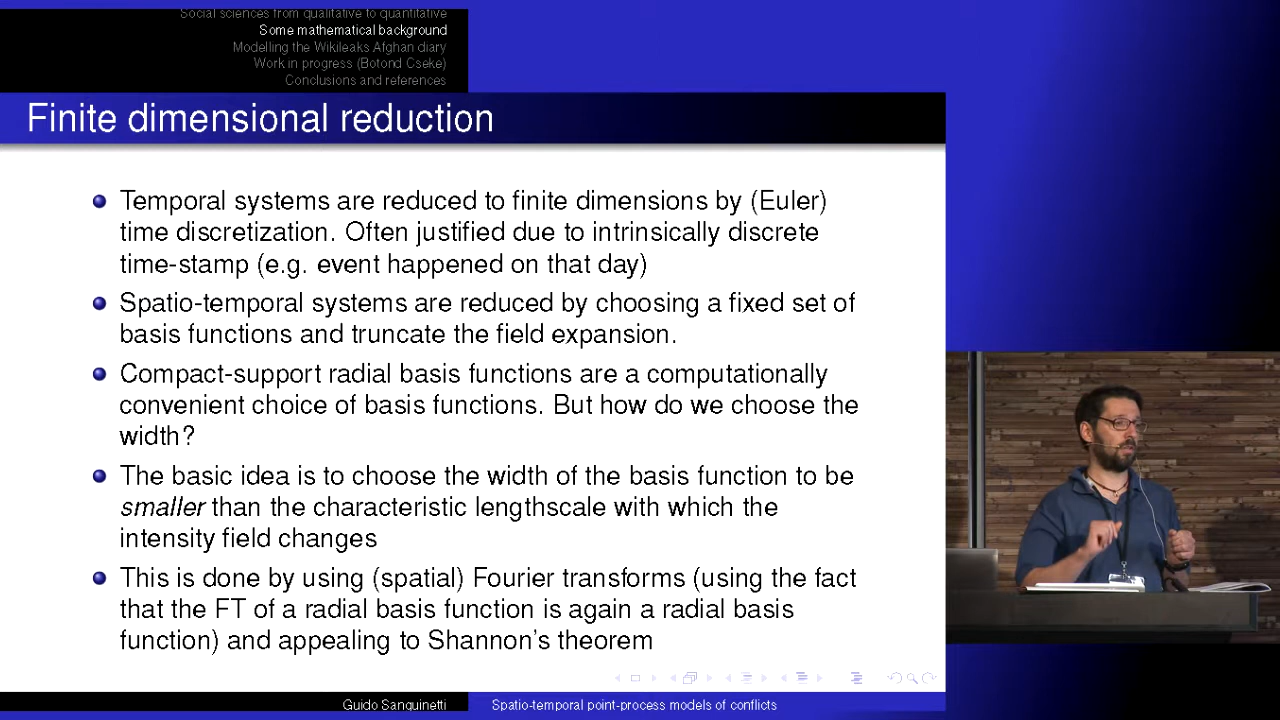 Social sciences from qualitative to quantitative
Some mathematical background
Modelling the Wikileaks Afghan diary
Work in progress (Botond Cseke)
Conclusions and references
Finite dimensional reduction
Temporal systems are reduced to finite dimensions by (Euler)
time discretization. Often justified due to intrinsically discrete
time-stamp (e.g. event happened on that day)
Spatio-temporal systems are reduced by choosing a fixed set of
basis functions and truncate the field expansion.
Compact-support radial basis functions are a computationally
convenient choice of basis functions. But how do we choose the
width?
The basic idea is to choose the width of the basis function to be
smaller than the characteristic lengthscale with which the
intensity field changes
This is done by using (spatial) Fourier transforms (using the fact
that the FT of a radial basis function is again a radial basis
function) and appealing to Shannon's theorem
Guido Sanguinetti
Spatio-temporal point-process models of conflicts